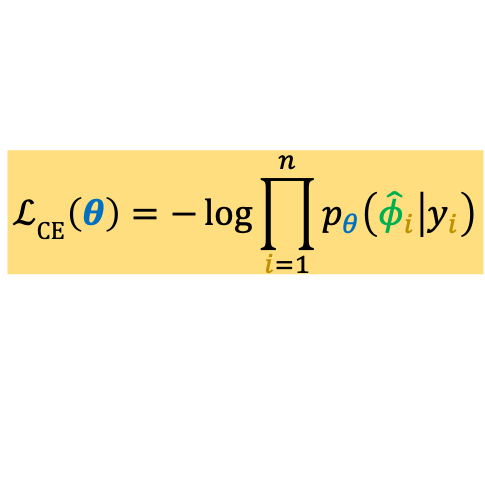 ℒ_CE(θ) = −log ∏_{i=1}^{n} p_θ(ϕ̂_i|y_i)